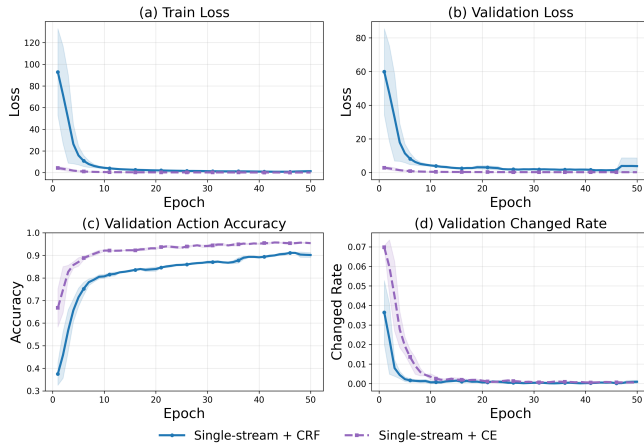 (a) Train Loss
(b) Validation Loss
Loss
120
100
80
60
40
20
0
0 10 20 30 40 50
Epoch
Loss
80
60
40
20
0
0 10 20 30 40 50
Epoch
(c) Validation Action Accuracy
(d) Validation Changed Rate
Accuracy
1.0
0.9
0.8
0.7
0.6
0.5
0.4
0.3
0 10 20 30 40 50
Epoch
Changed Rate
0.07
0.06
0.05
0.04
0.03
0.02
0.01
0.00
0 10 20 30 40 50
Epoch
Single-stream + CRF
Single-stream + CE